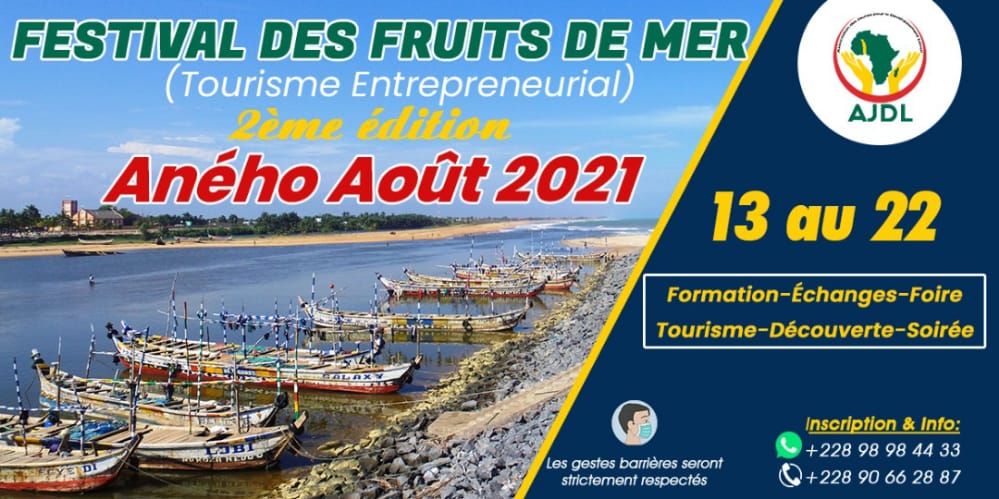 FESTIVAL DES FRUITS DE MER
(Tourisme Entrepreneurial)
2ème édition
Aného Août 2021
AJDL
13 au 22
Formation-Échanges-Foire
Tourisme-Découverte-Soirée
GALAXY
Les gestes barrières seront
strictement respectés
Inscription & Info:
+228 98 98 44 33
+228 90 66 28 87